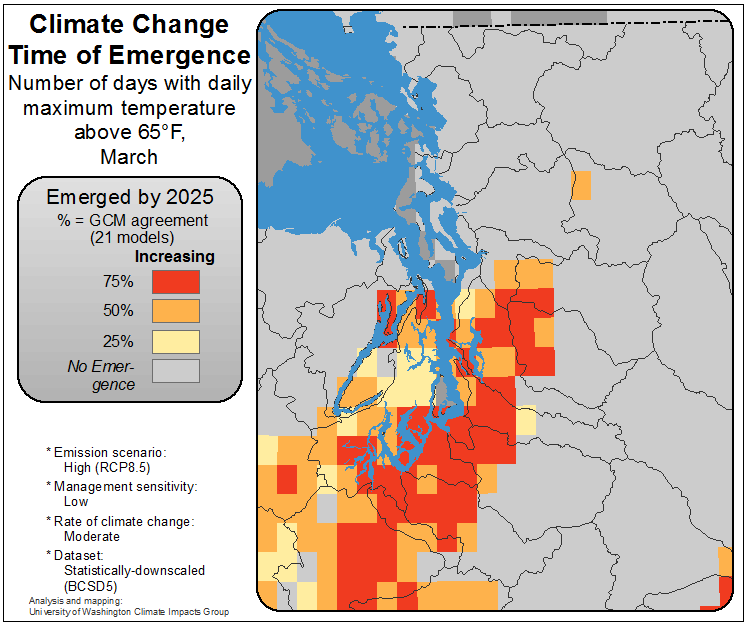 Climate Change
Time of Emergence
Number of days with daily
maximum temperature
above 65°F,
March
Emerged by 2025
% = GCM agreement
(21 models)
Increasing
75%
50%
25%
No Emer-
gence
* Emission scenario:
High (RCP8.5)
* Management sensitivity:
Low
* Rate of climate change:
Moderate
* Dataset:
Statistically-downscaled
(BCSD5)
Analysis and mapping:
University of Washington Climate Impacts Group